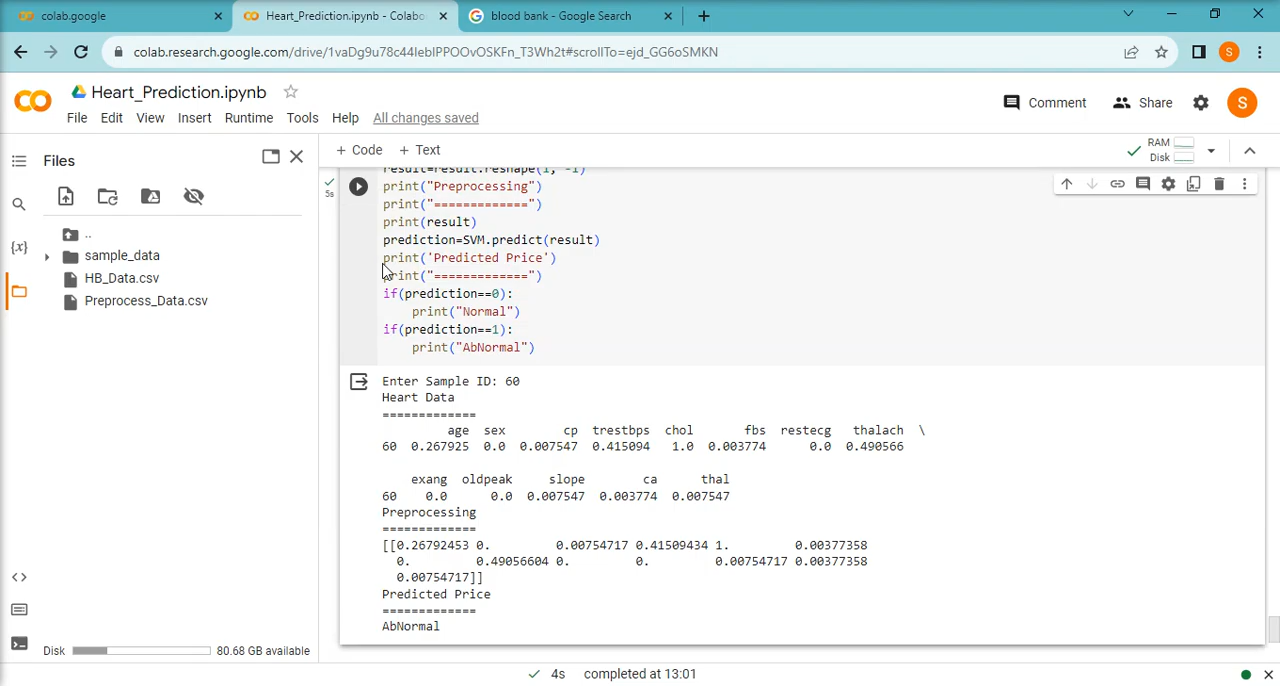 colab.google
Heart_Prediction.ipynb - Colabo
blood bank - Google Search
colab.research.google.com/drive/1vaDg9u78c44IebIPPOOvOSKFn_T3Wh2t#scrollTo=ejd_GG6oSMKN
S
Heart_Prediction.ipynb
File Edit View Insert Runtime Tools Help All changes saved
Comment Share S
Files
+ Code + Text
RAM
Disk
..
sample_data
HB_Data.csv
Preprocess_Data.csv
{x}
Disk 80.68 GB available
5s
result=result.reshape(1, -1)
print("Preprocessing")
print("=============")
print(result)
prediction=SVM.predict(result)
print('Predicted Price')
print("=============")
if(prediction==0):
print("Normal")
if(prediction==1):
print("AbNormal")
Enter Sample ID: 60
Heart Data
=============
age sex cp trestbps chol fbs restecg thalach \
60 0.267925 0.0 0.007547 0.415094 1.0 0.003774 0.0 0.490566
exang oldpeak slope ca thal
60 0.0 0.0 0.007547 0.003774 0.007547
Preprocessing
=============
[[0.26792453 0. 0.00754717 0.41509434 1. 0.00377358
0. 0.49056604 0. 0. 0.00754717 0.00377358
0.00754717]]
Predicted Price
=============
AbNormal
4s completed at 13:01